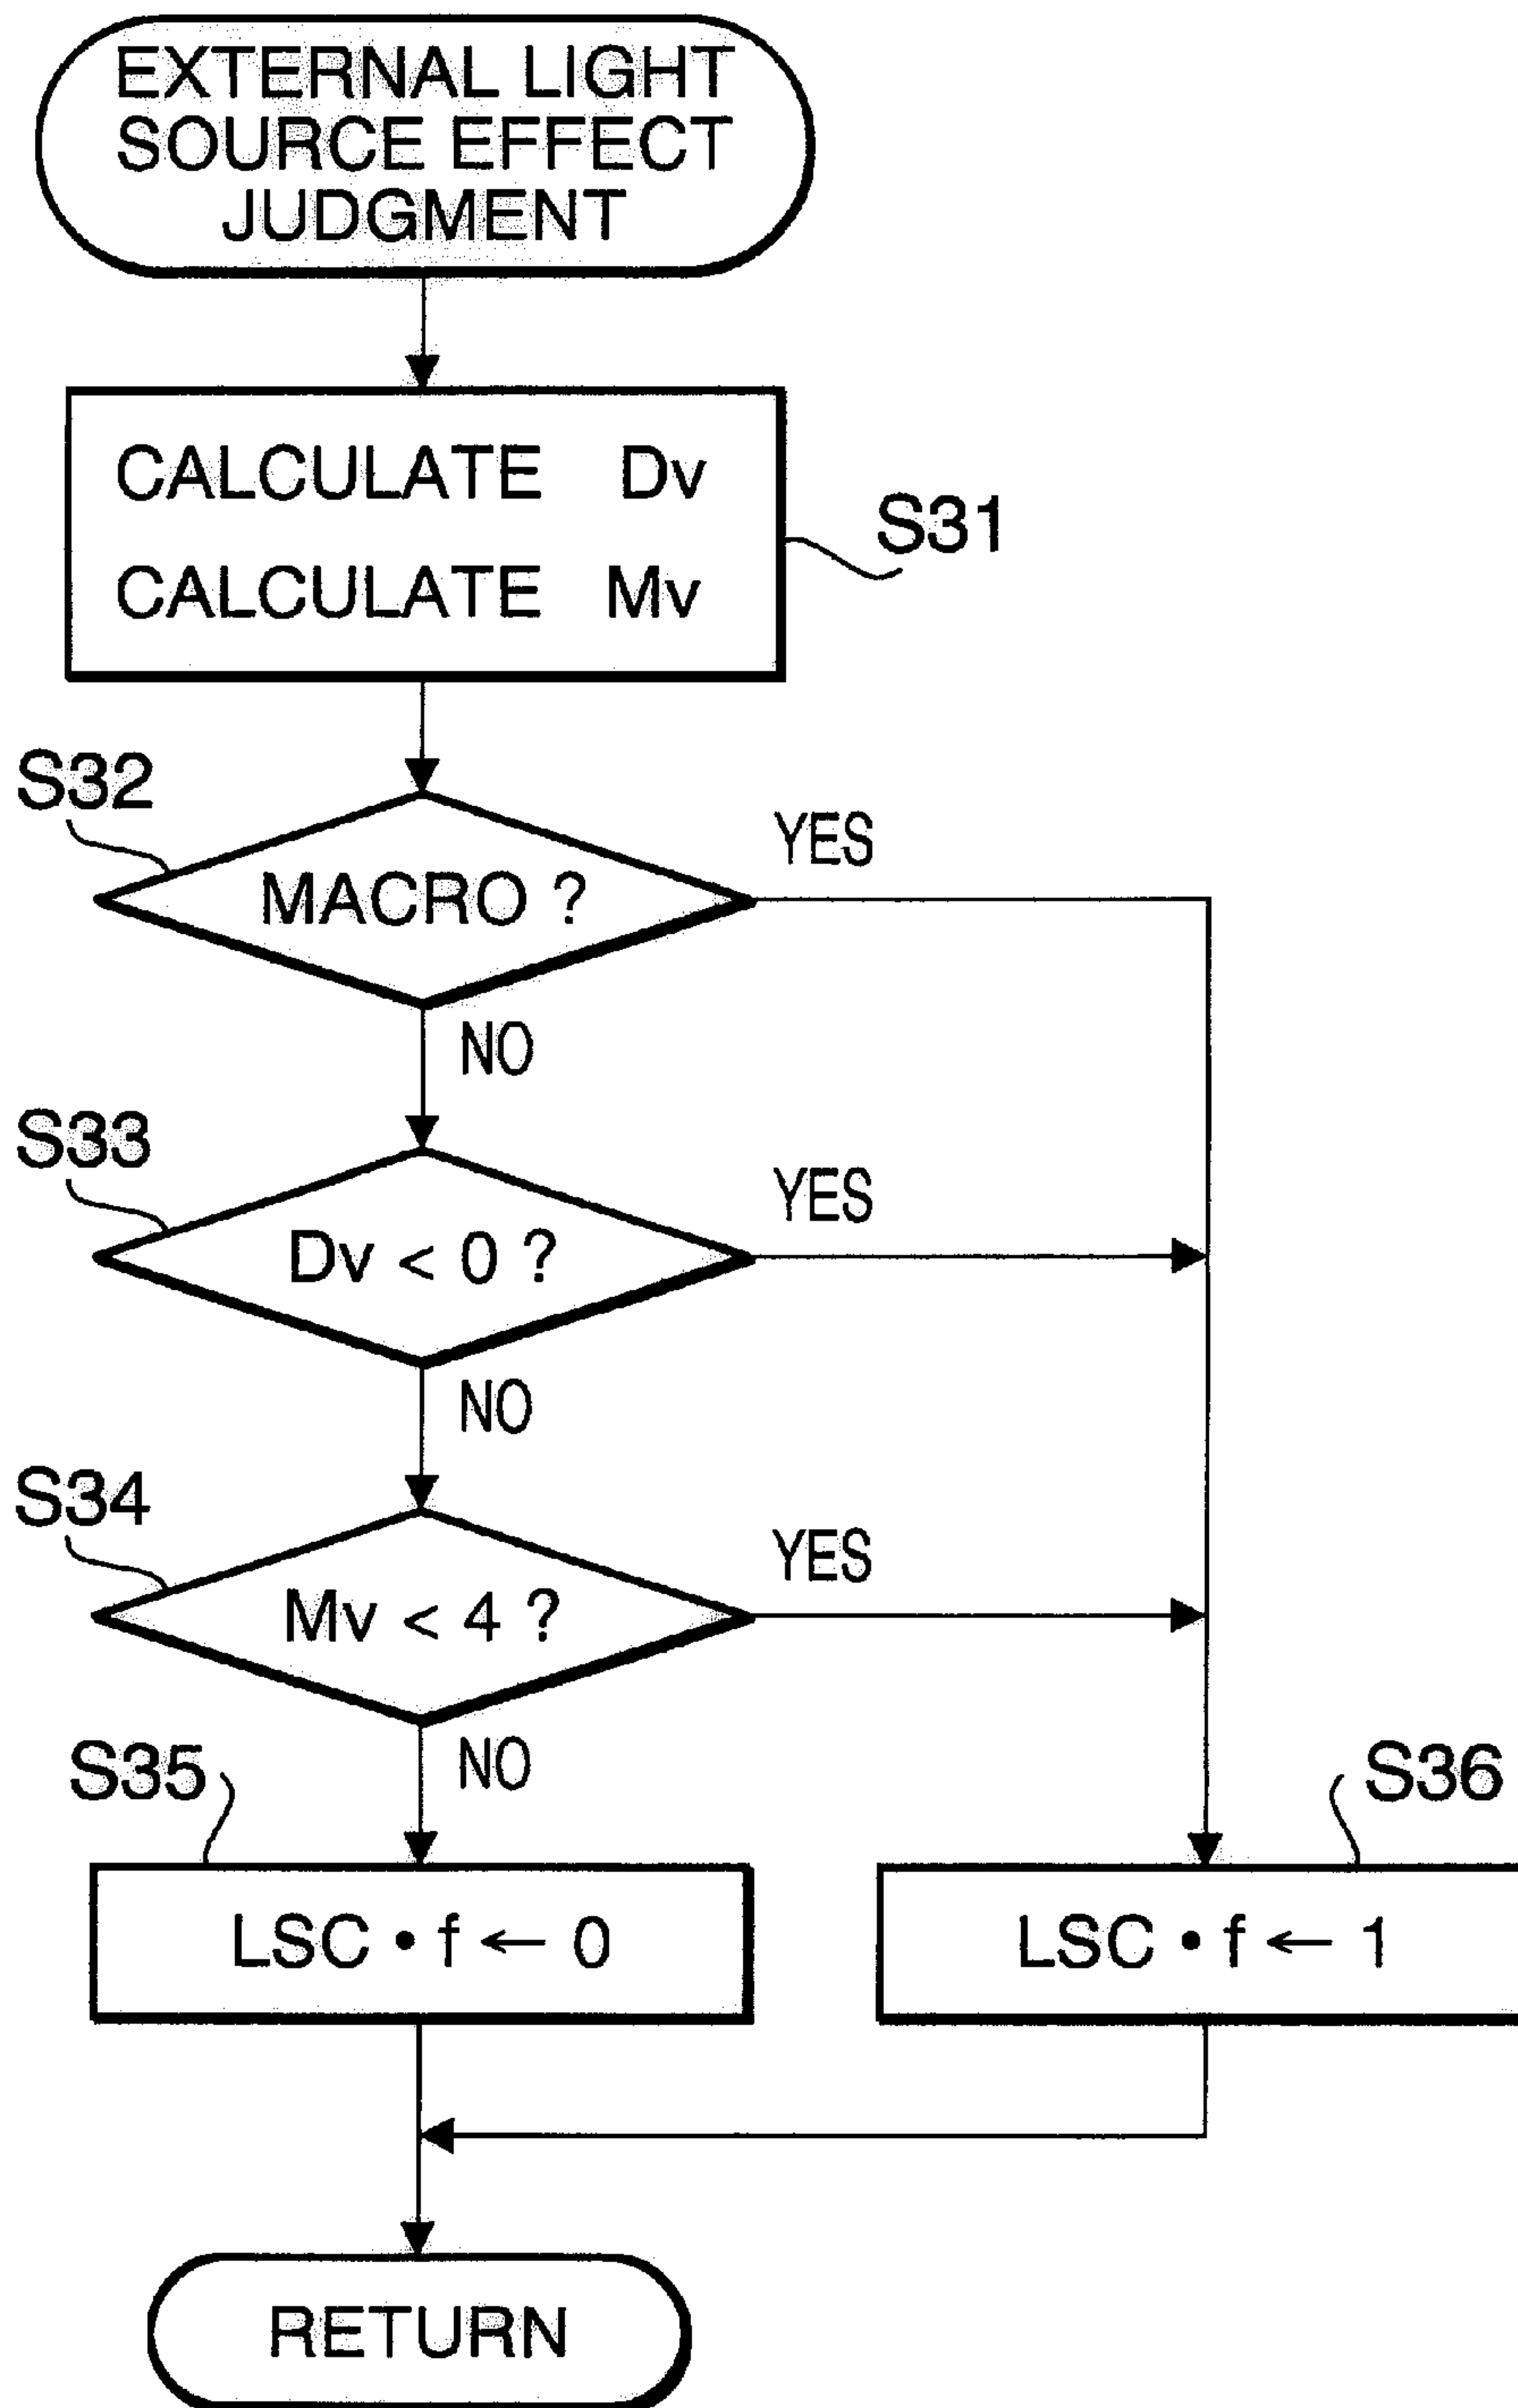 EXTERNAL LIGHT
SOURCE EFFECT
JUDGMENT
CALCULATE Dv
CALCULATE Mv
S31
S32
MACRO ?
YES
NO
S33
Dv < 0 ?
YES
NO
S34
Mv < 4 ?
YES
NO
S35
LSC • f ← 0
S36
LSC • f ← 1
RETURN